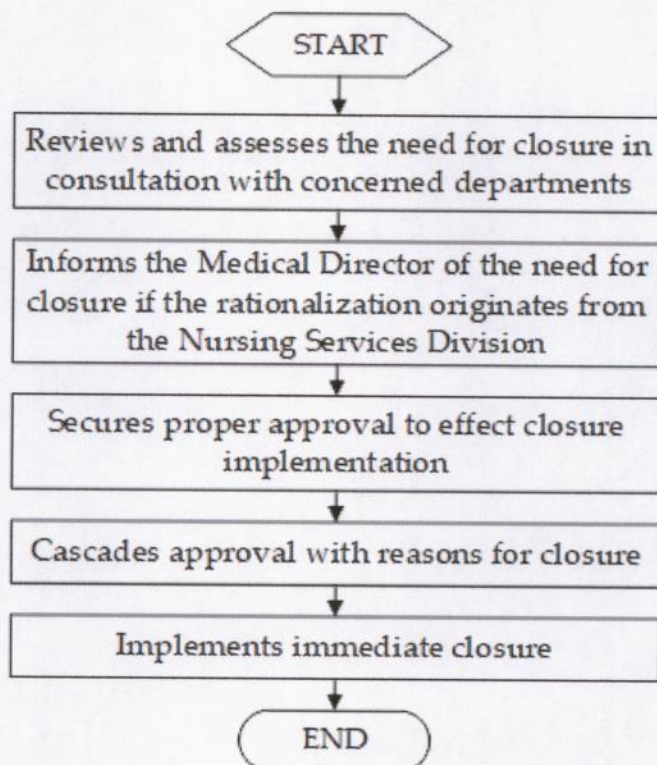 START
Reviews and assesses the need for closure in
consultation with concerned departments
Informs the Medical Director of the need for
closure if the rationalization originates from
the Nursing Services Division
Secures proper approval to effect closure
implementation
Cascades approval with reasons for closure
Implements immediate closure
END